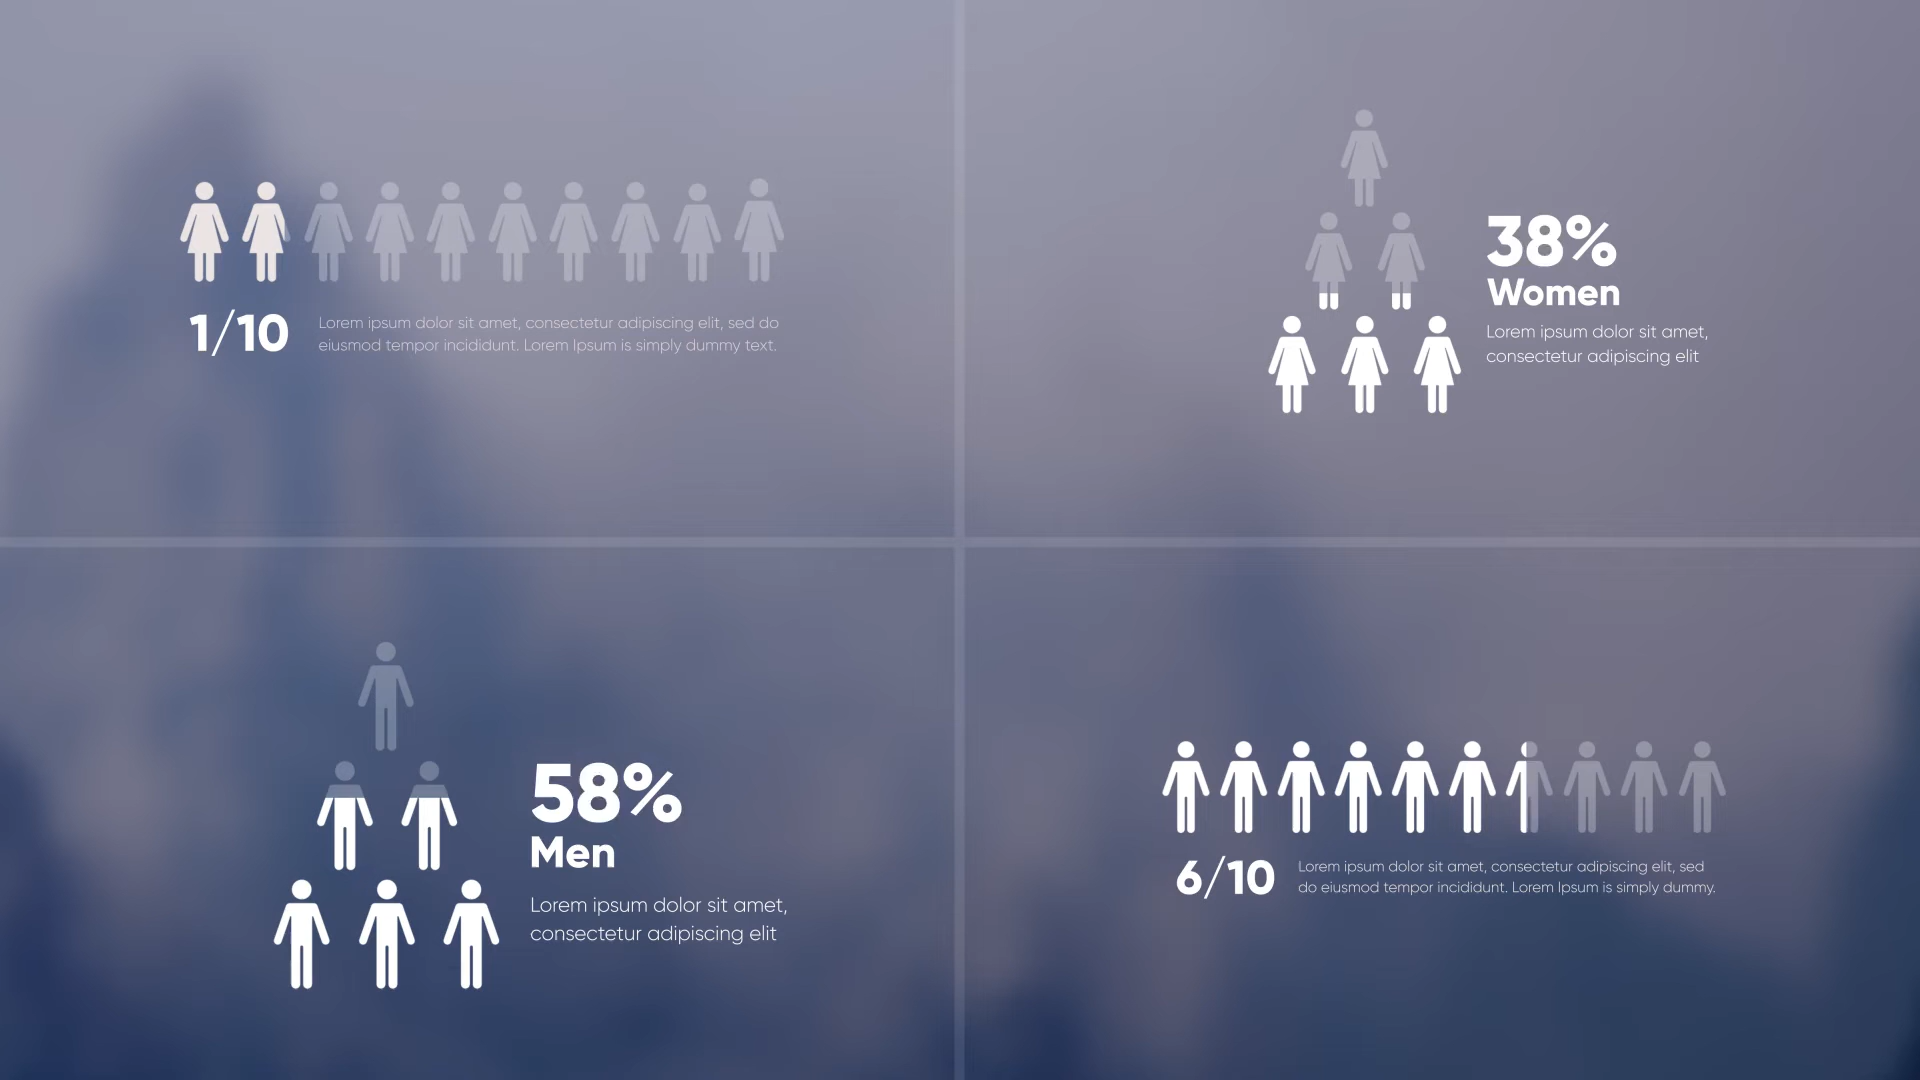 1/10
Lorem ipsum dolor sit amet, consectetur adipiscing elit, sed do
eiusmod tempor incididunt. Lorem Ipsum is simply dummy text.
38%
Women
Lorem ipsum dolor sit amet,
consectetur adipiscing elit
58%
Men
Lorem ipsum dolor sit amet,
consectetur adipiscing elit
6/10
Lorem ipsum dolor sit amet, consectetur adipiscing elit, sed
do eiusmod tempor incididunt. Lorem Ipsum is simply dummy.